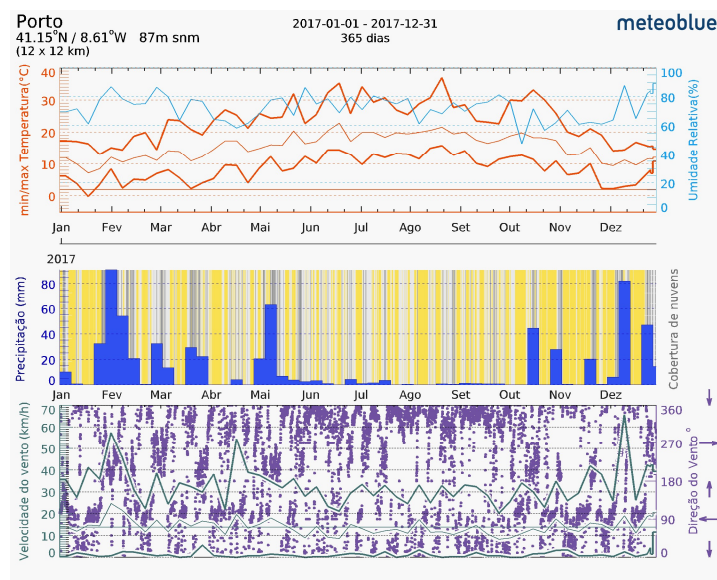 Porto
2017-01-01 - 2017-12-31
meteoblue
41.15°N / 8.61°W 87m snm
365 dias
(12 x 12 km)
min/max Temperatura(°C)
40
30
20
10
0
100
80
60
40
20
0
Umidade Relativa(%)
Jan Fev Mar Abr Mai Jun Jul Ago Set Out Nov Dez
2017
Precipitação (mm)
80
60
40
20
0
Cobertura de nuvens
Jan Fev Mar Abr Mai Jun Jul Ago Set Out Nov Dez
Velocidade do vento (km/h)
70
60
50
40
30
20
10
0
360
270
180
90
0
Direção do Vento °